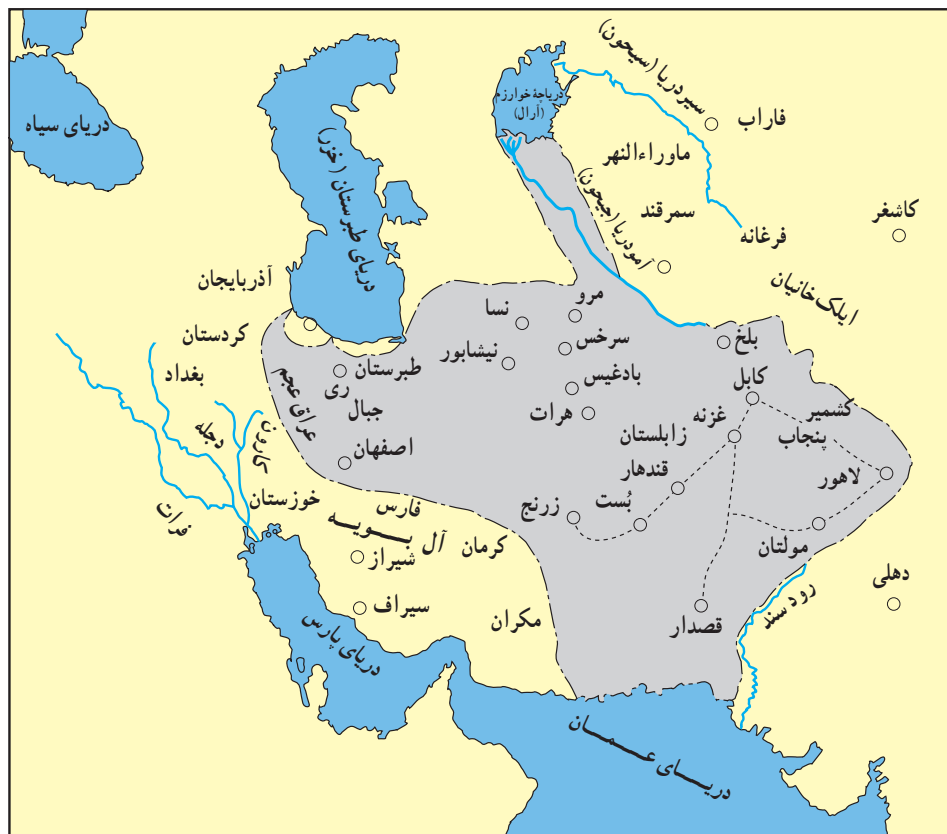 دریای سیاه
دریای طبرستان (خزر)
دریاچهٔ خوارزم
(آرال)
سیردریا (سیحون)
فاراب
ماوراءالنهر
آمودریا (جیحون)
سمرقند
فرغانه
کاشغر
ایلک‌خانیان
آذربایجان
کردستان
بغداد
دجله
فرات
کارون
خوزستان
عراق عجم
طبرستان
ری
جبال
اصفهان
نسا
مرو
سرخس
نیشابور
بادغیس
هرات
بلخ
کابل
غزنه
زابلستان
قندهار
بُست
زرنج
کشمیر
پنجاب
لاهور
مولتان
دهلی
رود سند
قصدار
فارس
آل بـــویـــه
کرمان
شیراز
سیراف
مکران
دریای پارس
دریـــای عـــمـــان